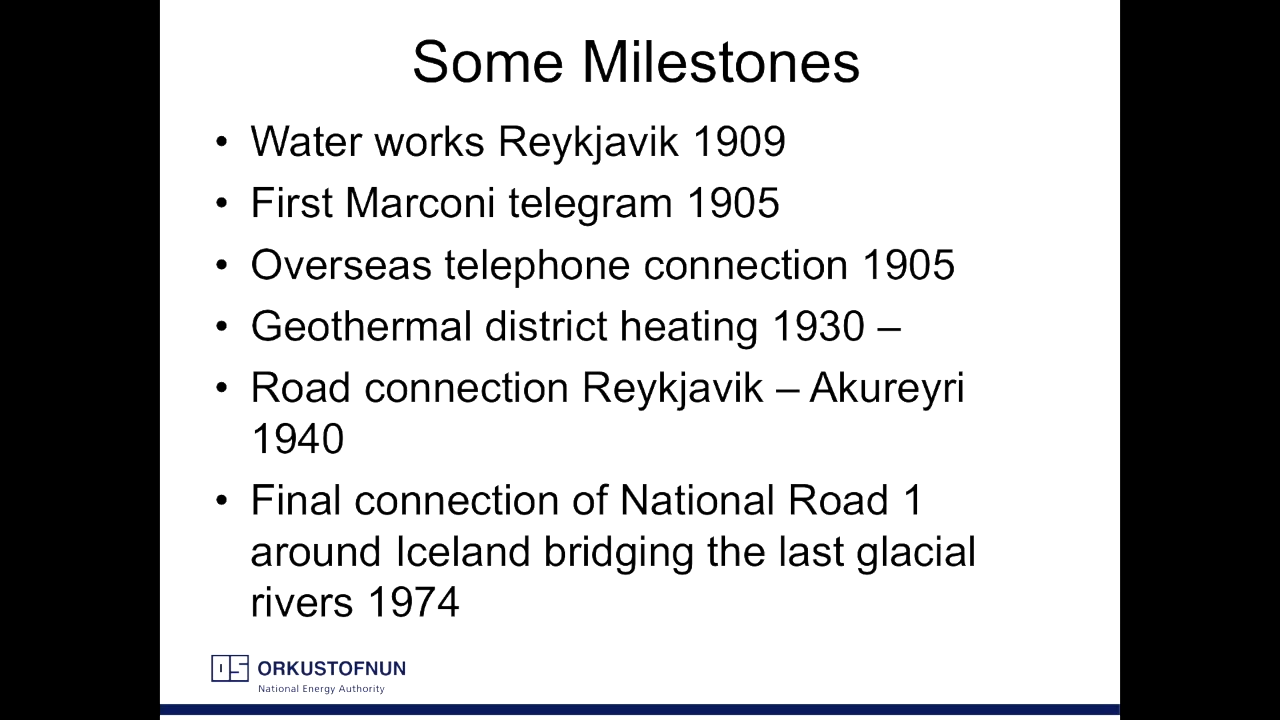 Some Milestones
• Water works Reykjavik 1909
• First Marconi telegram 1905
• Overseas telephone connection 1905
• Geothermal district heating 1930 –
• Road connection Reykjavik – Akureyri
1940
• Final connection of National Road 1
around Iceland bridging the last glacial
rivers 1974
OS ORKUSTOFNUN
National Energy Authority